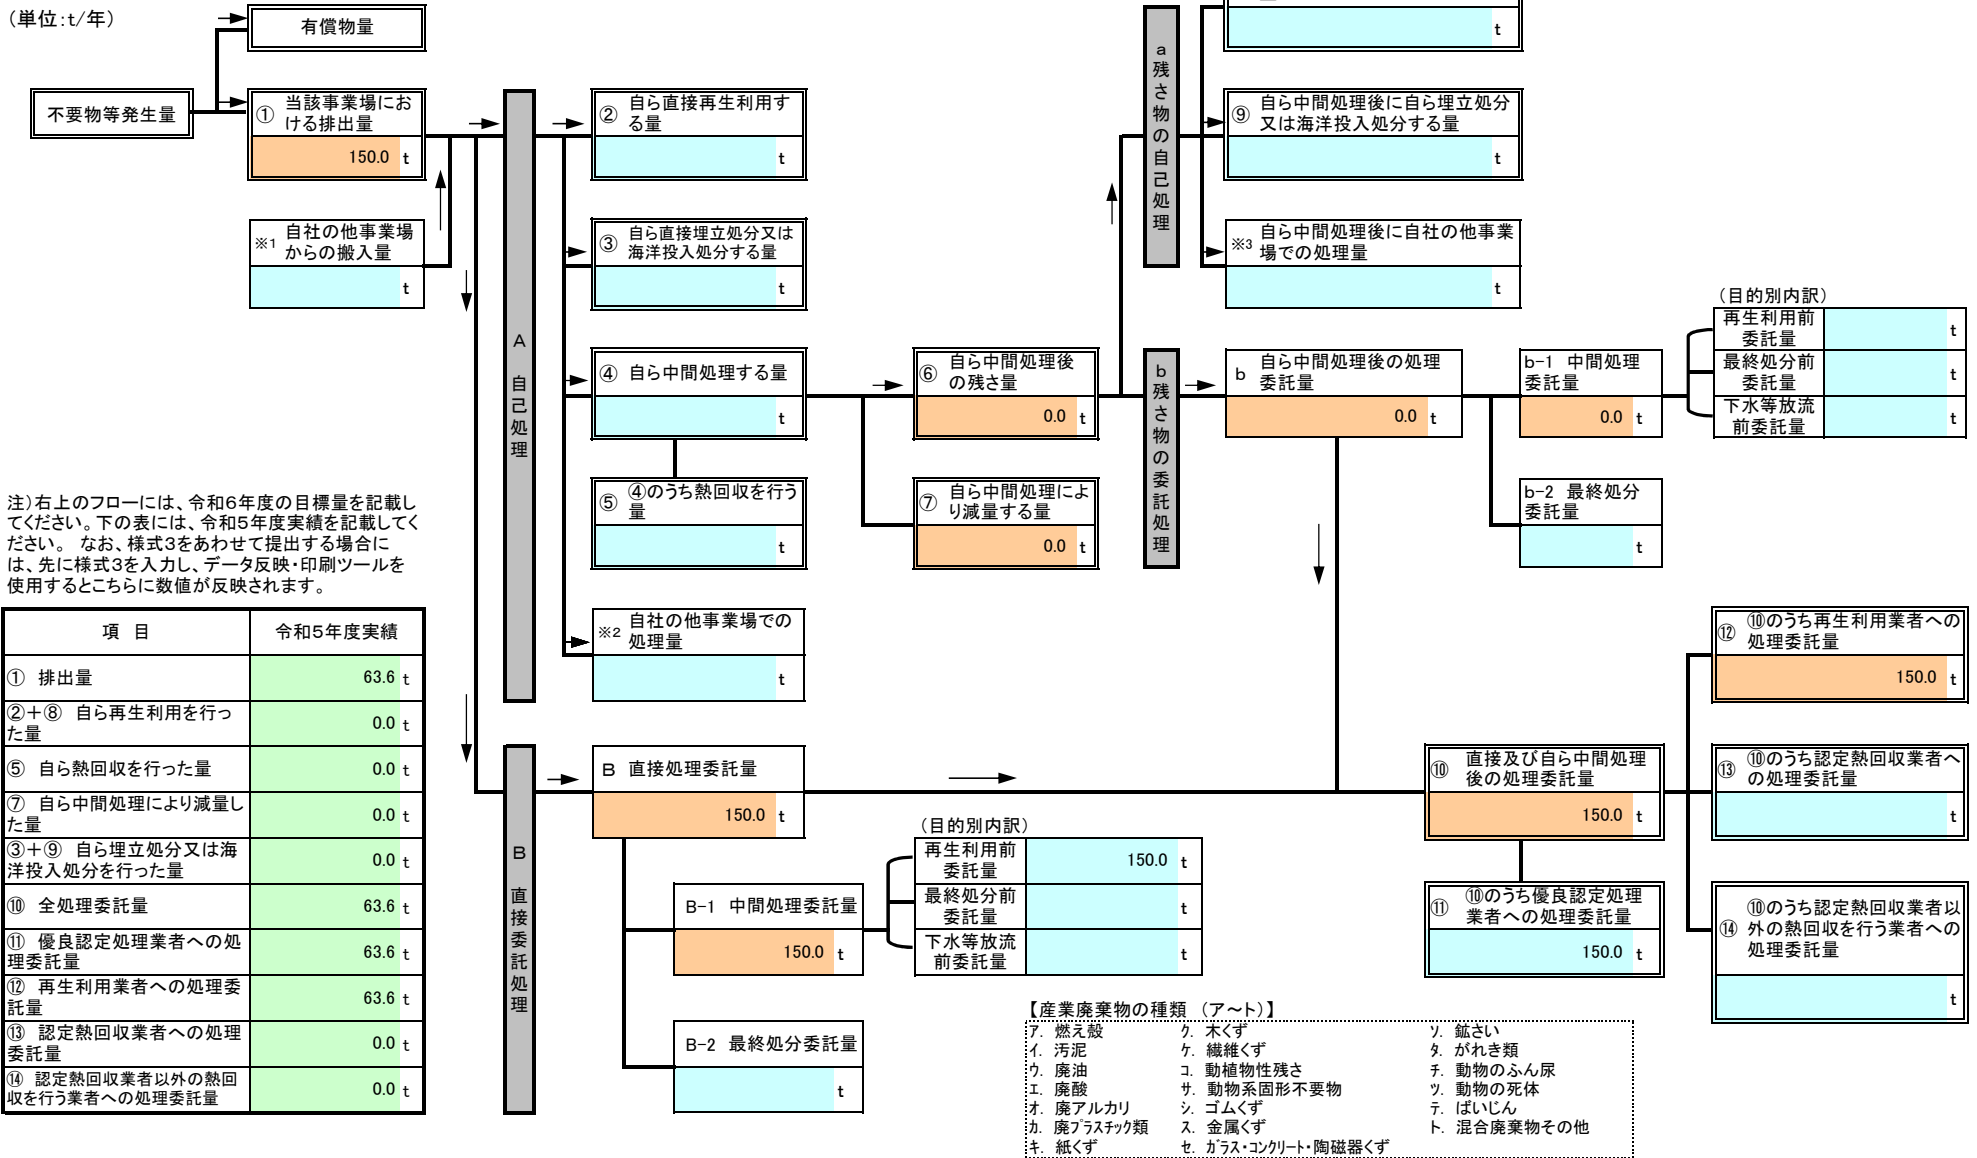 （単位:t/年）
有償物量
不要物等発生量
① 当該事業場にお
ける排出量
150.0 t
※1 自社の他事業場
からの搬入量
t
A 自己処理
② 自ら直接再生利用す
る量
t
③ 自ら直接埋立処分又は
海洋投入処分する量
t
④ 自ら中間処理する量
t
⑤ ④のうち熱回収を行う
量
t
※2 自社の他事業場での
処理量
t
⑥ 自ら中間処理後
の残さ量
0.0 t
⑦ 自ら中間処理によ
り減量する量
0.0 t
a 残さ物の自己処理
t
⑨ 自ら中間処理後に自ら埋立処分
又は海洋投入処分する量
t
※3 自ら中間処理後に自社の他事業
場での処理量
t
b 残さ物の委託処理
b 自ら中間処理後の処理
委託量
0.0 t
b-1 中間処理
委託量
0.0 t
b-2 最終処分
委託量
t
（目的別内訳）
再生利用前
委託量
t
最終処分前
委託量
t
下水等放流
前委託量
t
注）右上のフローには、令和6年度の目標量を記載し
てください。下の表には、令和5年度実績を記載してく
ださい。 なお、様式3をあわせて提出する場合に
は、先に様式3を入力し、データ反映・印刷ツールを
使用するとこちらに数値が反映されます。
項 目 令和5年度実績
① 排出量 63.6 t
②＋⑧ 自ら再生利用を行っ
た量 0.0 t
⑤ 自ら熱回収を行った量 0.0 t
⑦ 自ら中間処理により減量し
た量 0.0 t
③＋⑨ 自ら埋立処分又は海
洋投入処分を行った量 0.0 t
⑩ 全処理委託量 63.6 t
⑪ 優良認定処理業者への処
理委託量 63.6 t
⑫ 再生利用業者への処理委
託量 63.6 t
⑬ 認定熱回収業者への処理
委託量 0.0 t
⑭ 認定熱回収業者以外の熱回
収を行う業者への処理委託量 0.0 t
B 直接委託処理
B 直接処理委託量
150.0 t
B-1 中間処理委託量
150.0 t
B-2 最終処分委託量
t
（目的別内訳）
再生利用前
委託量
150.0 t
最終処分前
委託量
t
下水等放流
前委託量
t
⑩ 直接及び自ら中間処理
後の処理委託量
150.0 t
⑪ ⑩のうち優良認定処理
業者への処理委託量
150.0 t
⑫ ⑩のうち再生利用業者への
処理委託量
150.0 t
⑬ ⑩のうち認定熱回収業者へ
の処理委託量
t
⑭ ⑩のうち認定熱回収業者以
外の熱回収を行う業者への
処理委託量
t
【産業廃棄物の種類 （ア～ト）】
ア. 燃え殻 ク. 木くず ソ. 鉱さい
イ. 汚泥 ケ. 繊維くず タ. がれき類
ウ. 廃油 コ. 動植物性残さ チ. 動物のふん尿
エ. 廃酸 サ. 動物系固形不要物 ツ. 動物の死体
オ. 廃アルカリ シ. ゴムくず テ. ばいじん
カ. 廃プラスチック類 ス. 金属くず ト. 混合廃棄物その他
キ. 紙くず セ. ガラス・コンクリート・陶磁器くず